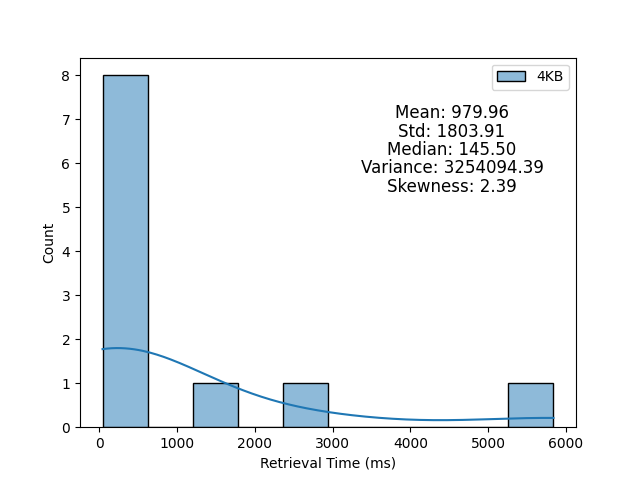 4KB
Mean: 979.96
Std: 1803.91
Median: 145.50
Variance: 3254094.39
Skewness: 2.39
8
7
6
5
4
3
2
1
0
Count
0 1000 2000 3000 4000 5000 6000
Retrieval Time (ms)